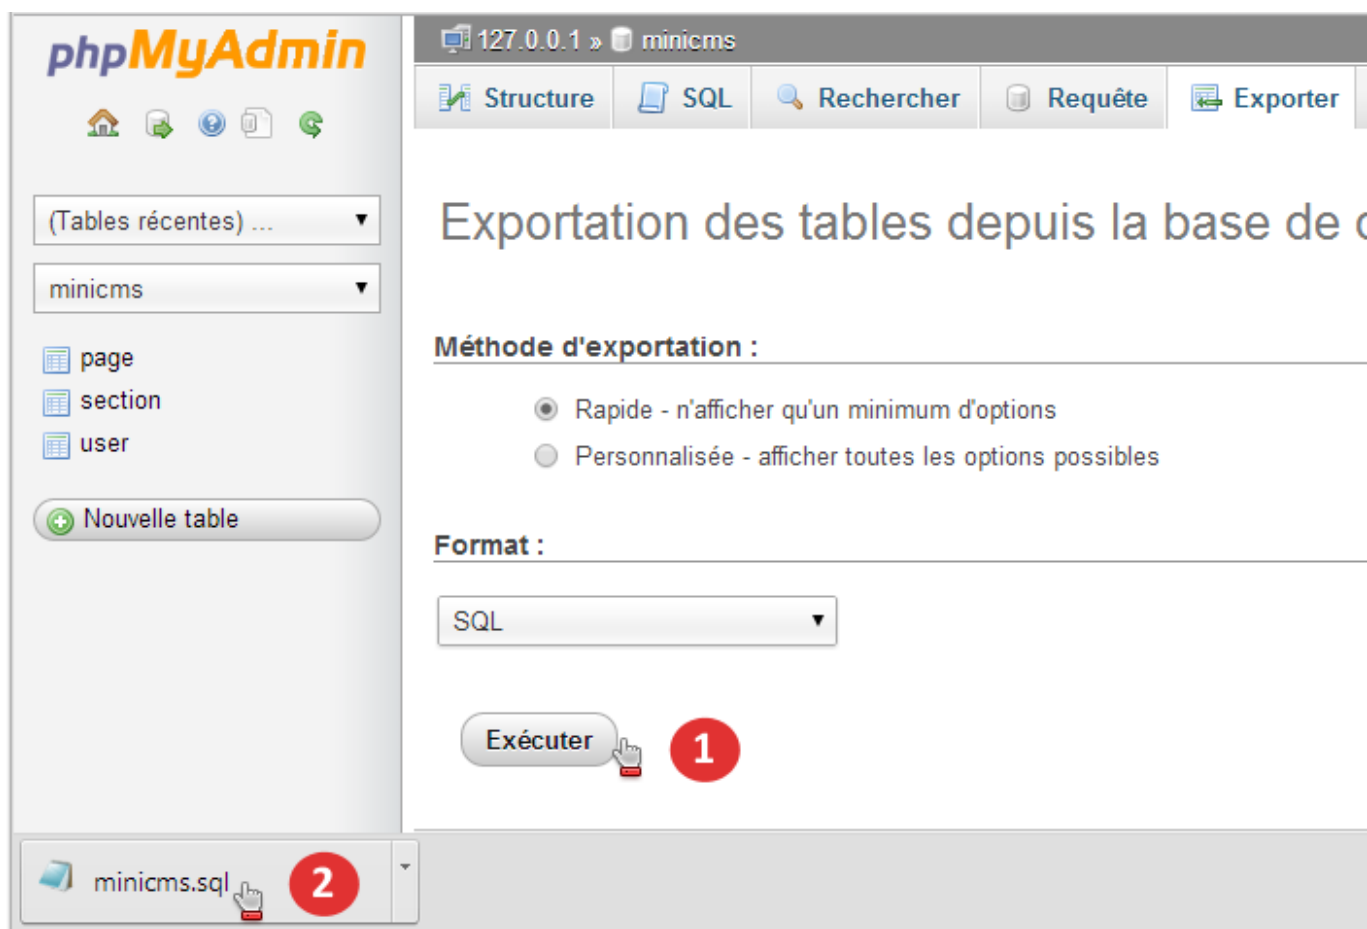 phpMyAdmin
127.0.0.1 » minicms
Structure SQL Rechercher Requête Exporter
(Tables récentes) ...
minicms
page
section
user
Nouvelle table
Exportation des tables depuis la base de
Méthode d'exportation :
Rapide - n'afficher qu'un minimum d'options
Personnalisée - afficher toutes les options possibles
Format :
SQL
Exécuter
1
minicms.sql
2